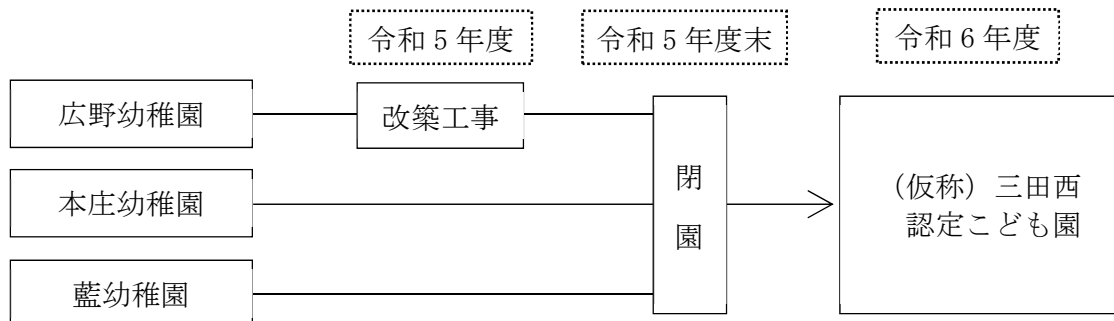 令和５年度
令和５年度末
令和６年度
広野幼稚園
改築工事
本庄幼稚園
藍幼稚園
閉
園
（仮称）三田西
認定こども園